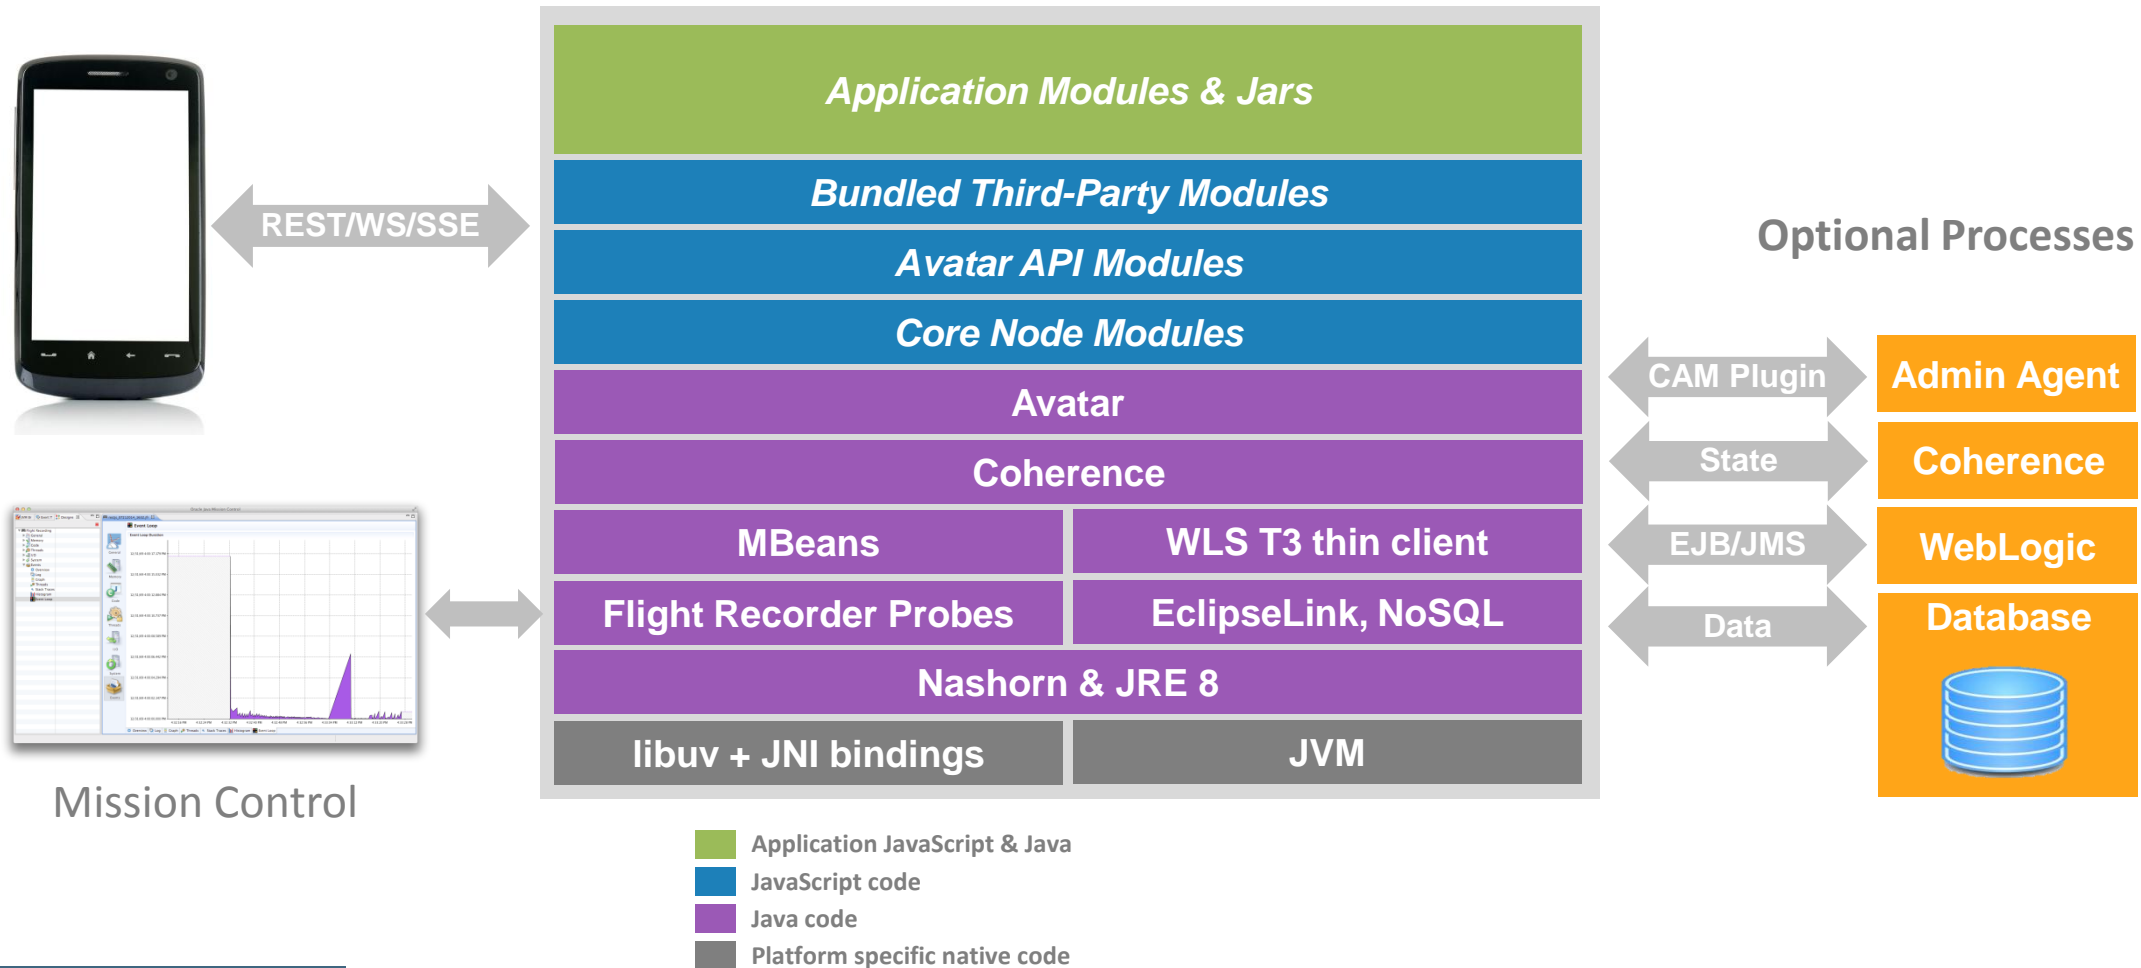 Application Modules & Jars
Bundled Third-Party Modules
REST/WS/SSE
Avatar API Modules
Optional Processes
Core Node Modules
Avatar
CAM Plugin
Admin Agent
Coherence
State
Coherence
MBeans
WLS T3 thin client
EJB/JMS
WebLogic
Flight Recorder Probes
EclipseLink, NoSQL
Data
Database
Nashorn & JRE 8
libuv + JNI bindings
JVM
Event Loop
Mission Control
Application JavaScript & Java
JavaScript code
Java code
Platform specific native code